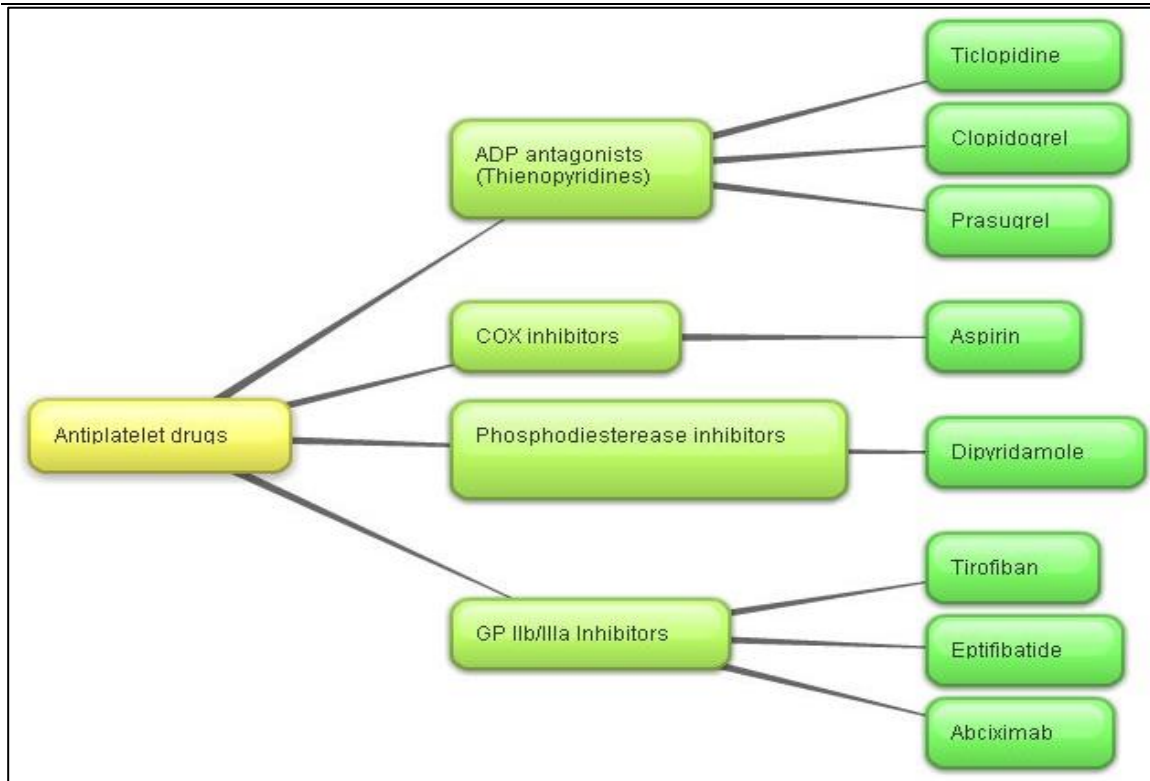 Ticlopidine
ADP antagonists
(Thienopyridines)
Clopidogrel
Prasugrel
COX inhibitors
Aspirin
Antiplatelet drugs
Phosphodiesterease inhibitors
Dipyridamole
Tirofiban
GP IIb/IIIa Inhibitors
Eptifibatide
Abciximab